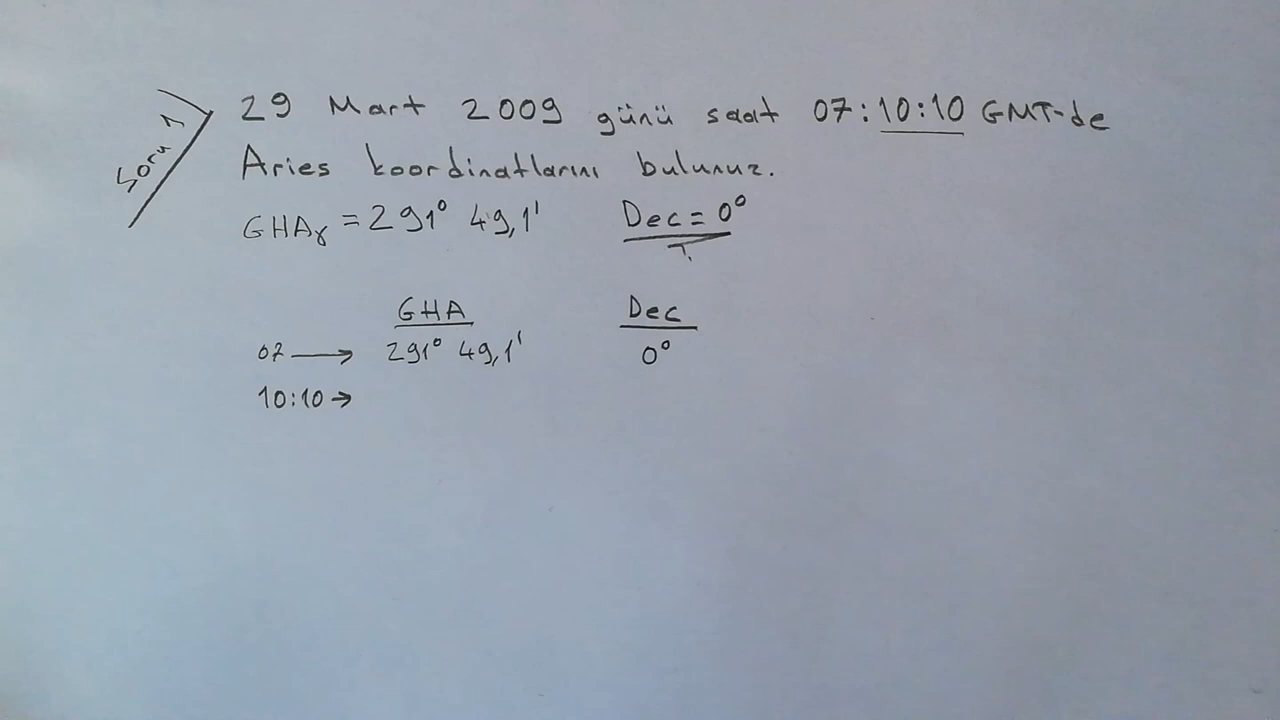 Soru 1
29 Mart 2009 günü saat 07:10:10 GMT-de
Aries koordinatlarını bulunuz.
GHAγ = 291° 49,1' Dec = 0°
T.
GHA Dec
07 → 291° 49,1' 0°
10:10 →